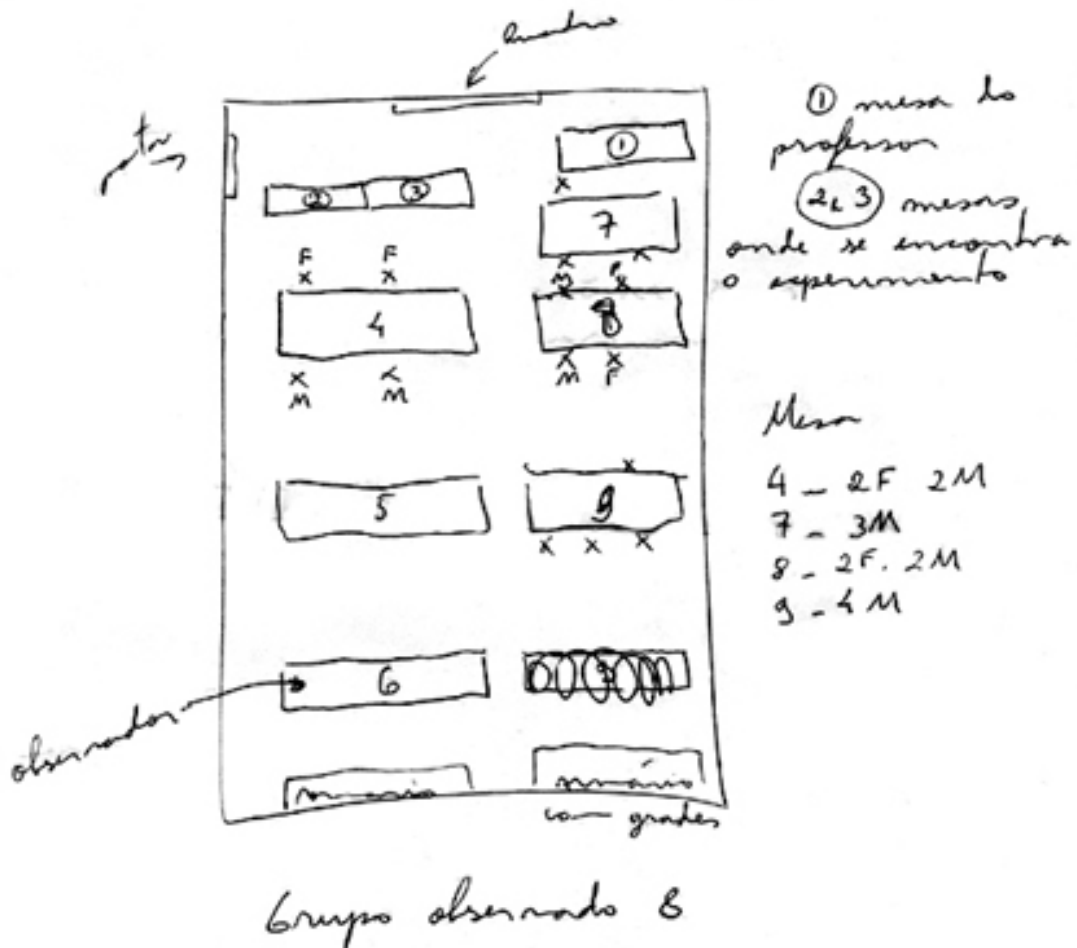 Quadro
① mesa do
professor
2 e 3 mesas
onde se encontra
o experimento
porta
①
② ③
x
7
F F
x x
x x
M
x x
4
8
x x
M M
x x
M F
Mesa
4 - 2F 2M
7 - 3M
8 - 2F. 2M
9 - 4M
x
5
9
x x x
6
observador
armário
armário
com grades
Grupo observado 8